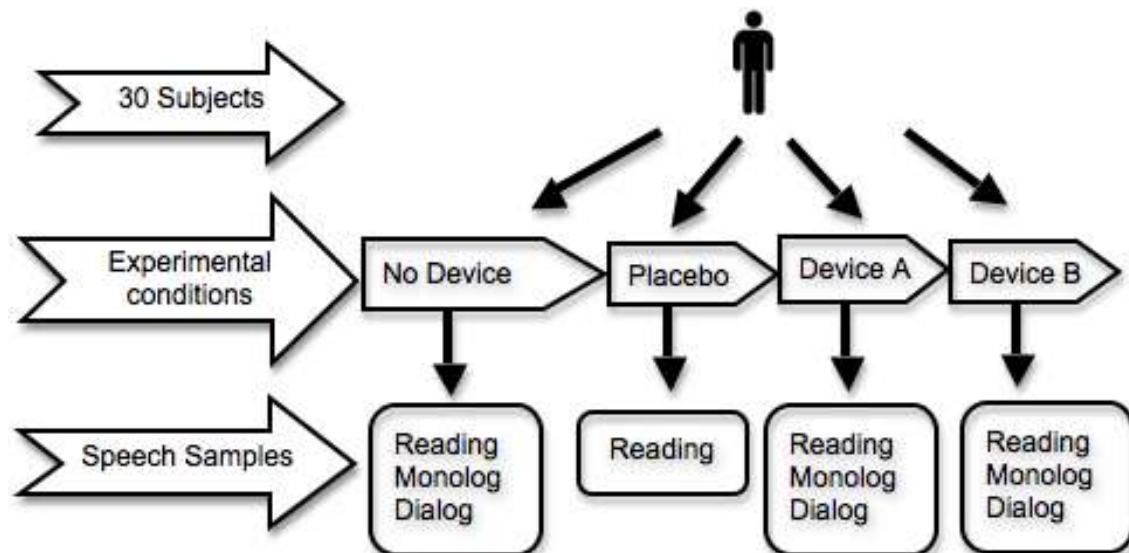 30 Subjects
Experimental
conditions
No Device
Placebo
Device A
Device B
Speech Samples
Reading
Monolog
Dialog
Reading
Reading
Monolog
Dialog
Reading
Monolog
Dialog